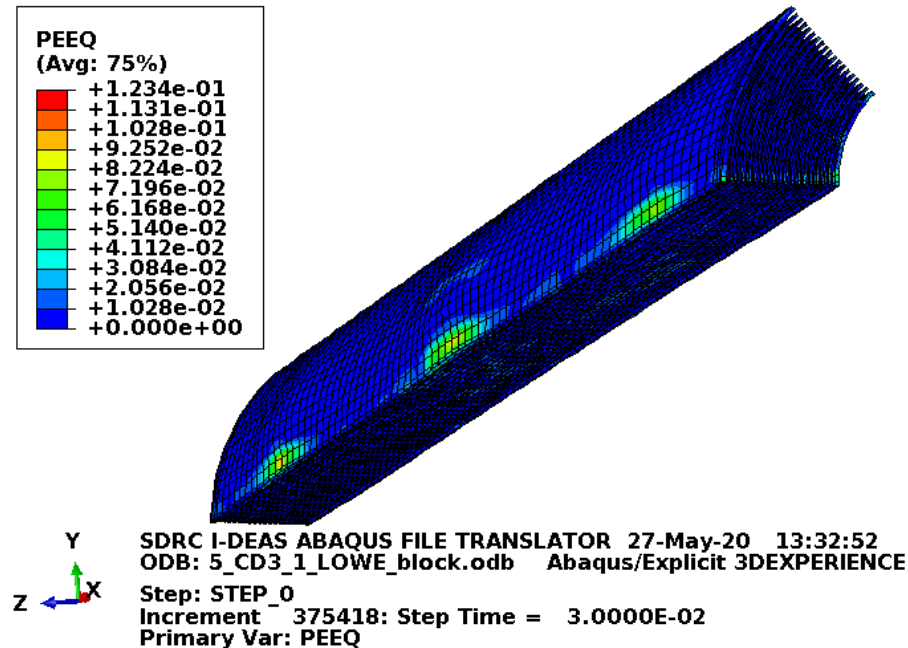 PEEQ
(Avg: 75%)
+1.234e-01
+1.131e-01
+1.028e-01
+9.252e-02
+8.224e-02
+7.196e-02
+6.168e-02
+5.140e-02
+4.112e-02
+3.084e-02
+2.056e-02
+1.028e-02
+0.000e+00
Y
X
Z
SDRC I-DEAS ABAQUS FILE TRANSLATOR 27-May-20 13:32:52
ODB: 5_CD3_1_LOWE_block.odb Abaqus/Explicit 3DEXPERIENCE
Step: STEP_0
Increment 375418: Step Time = 3.0000E-02
Primary Var: PEEQ